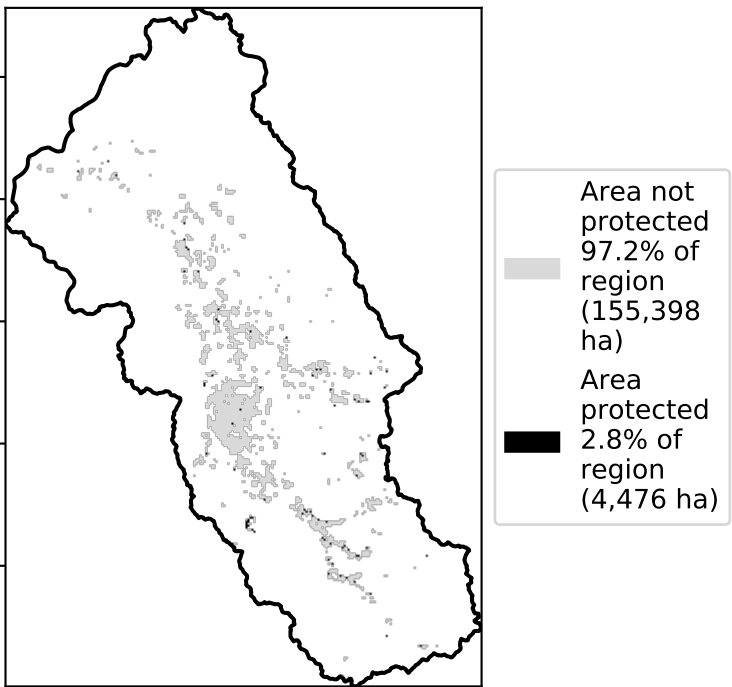 Area not
protected
97.2% of
region
(155,398
ha)
Area
protected
2.8% of
region
(4,476 ha)